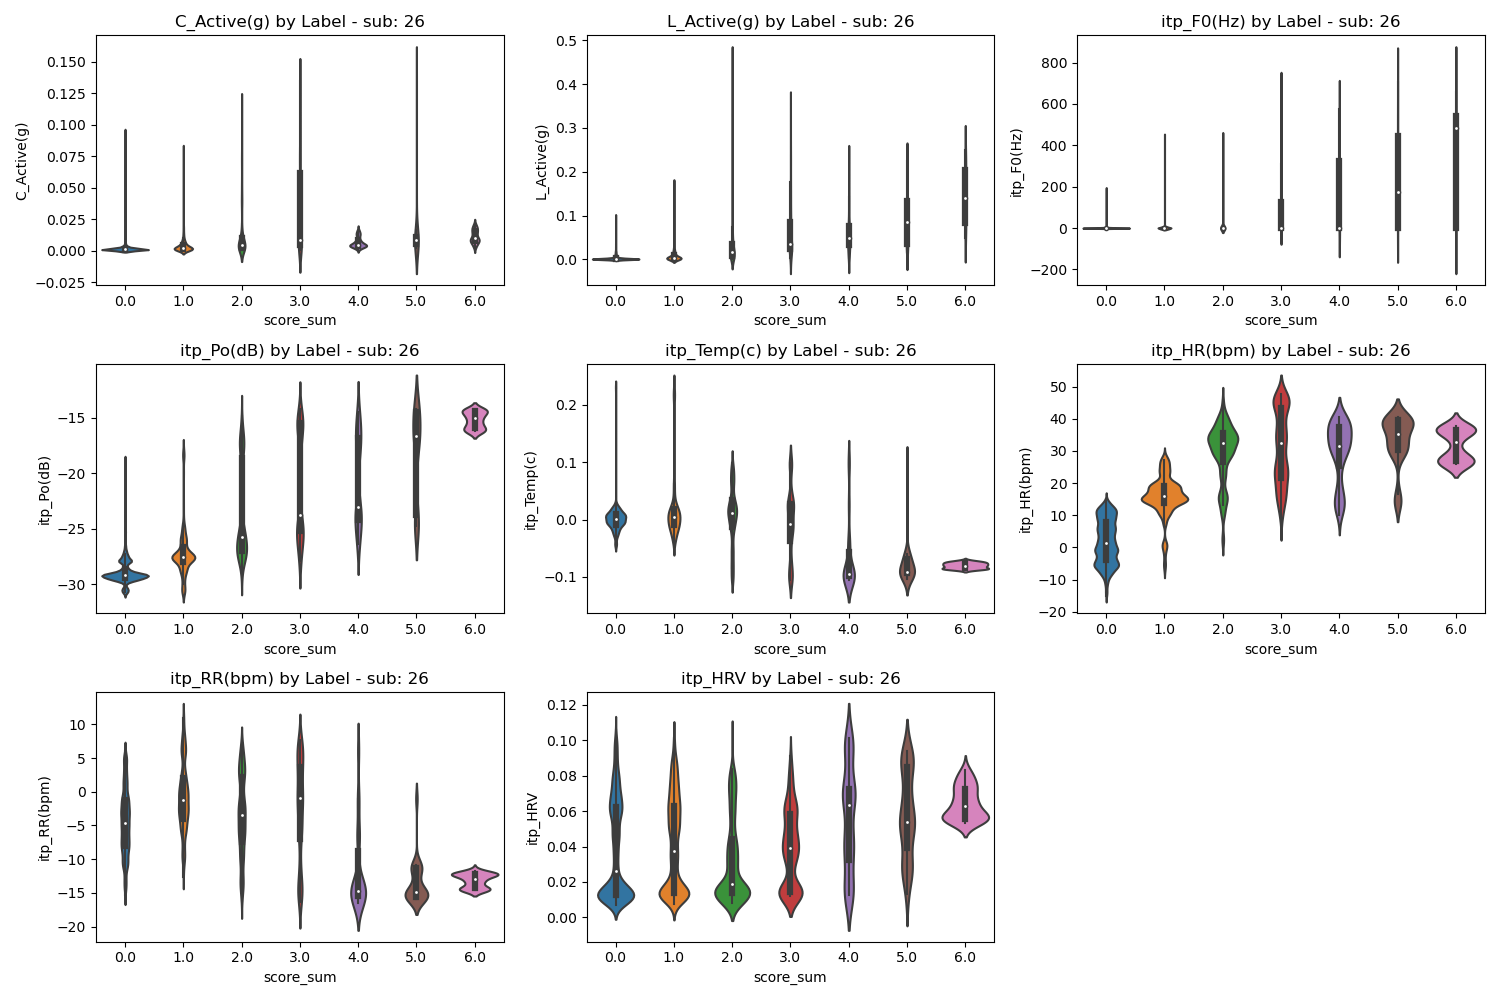 C_Active(g) by Label - sub: 26
C_Active(g)
0.150
0.125
0.100
0.075
0.050
0.025
0.000
−0.025
0.0 1.0 2.0 3.0 4.0 5.0 6.0
score_sum
L_Active(g) by Label - sub: 26
L_Active(g)
0.5
0.4
0.3
0.2
0.1
0.0
0.0 1.0 2.0 3.0 4.0 5.0 6.0
score_sum
itp_F0(Hz) by Label - sub: 26
itp_F0(Hz)
800
600
400
200
0
−200
0.0 1.0 2.0 3.0 4.0 5.0 6.0
score_sum
itp_Po(dB) by Label - sub: 26
itp_Po(dB)
−15
−20
−25
−30
0.0 1.0 2.0 3.0 4.0 5.0 6.0
score_sum
itp_Temp(c) by Label - sub: 26
itp_Temp(c)
0.2
0.1
0.0
−0.1
0.0 1.0 2.0 3.0 4.0 5.0 6.0
score_sum
itp_HR(bpm) by Label - sub: 26
itp_HR(bpm)
50
40
30
20
10
0
−10
−20
0.0 1.0 2.0 3.0 4.0 5.0 6.0
score_sum
itp_RR(bpm) by Label - sub: 26
itp_RR(bpm)
10
5
0
−5
−10
−15
−20
0.0 1.0 2.0 3.0 4.0 5.0 6.0
score_sum
itp_HRV by Label - sub: 26
itp_HRV
0.12
0.10
0.08
0.06
0.04
0.02
0.00
0.0 1.0 2.0 3.0 4.0 5.0 6.0
score_sum